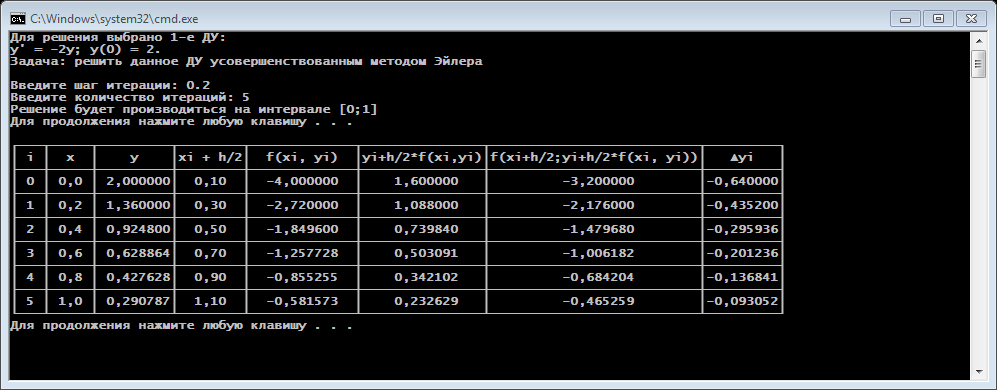 C:\Windows\system32\cmd.exe
Для решения выбрано 1-е ДУ:
y' = -2y; y(0) = 2.
Задача: решить данное ДУ усовершенствованным методом Эйлера
Введите шаг итерации: 0.2
Введите количество итераций: 5
Решение будет производиться на интервале [0;1]
Для продолжения нажмите любую клавишу . . .
i x y xi + h/2 f(xi, yi) yi+h/2*f(xi,yi) f(xi+h/2;yi+h/2*f(xi, yi)) ▲yi
0 0,0 2,000000 0,10 -4,000000 1,600000 -3,200000 -0,640000
1 0,2 1,360000 0,30 -2,720000 1,088000 -2,176000 -0,435200
2 0,4 0,924800 0,50 -1,849600 0,739840 -1,479680 -0,295936
3 0,6 0,628864 0,70 -1,257728 0,503091 -1,006182 -0,201236
4 0,8 0,427628 0,90 -0,855255 0,342102 -0,684204 -0,136841
5 1,0 0,290787 1,10 -0,581573 0,232629 -0,465259 -0,093052
Для продолжения нажмите любую клавишу . . .